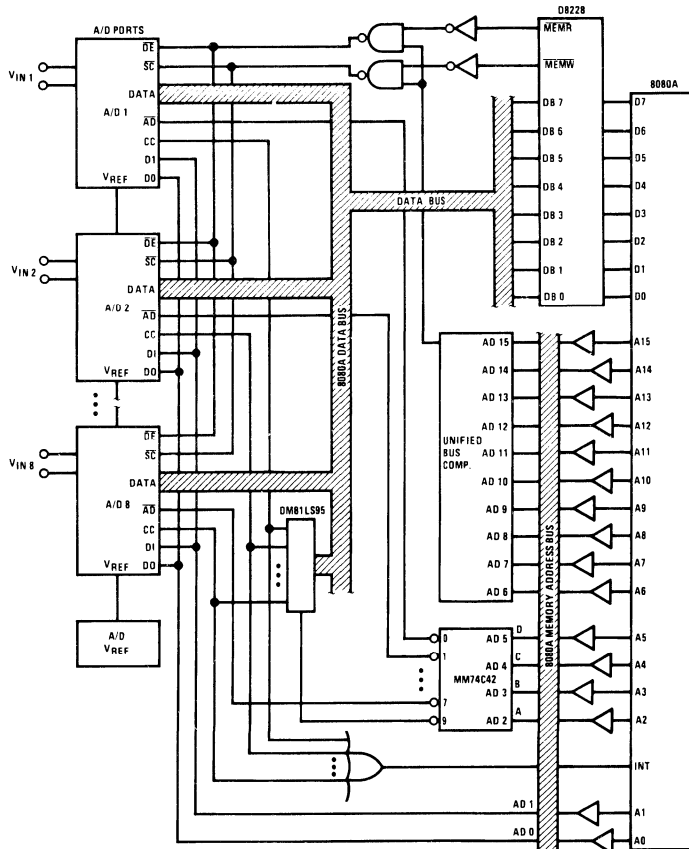 A/D PORTS
D8228
8080A
VIN 1
OE
SC
DATA
AD
CC
D1
D0
A/D 1
VREF
MEMR
MEMW
DB 7
DB 6
DB 5
DB 4
DB 3
DB 2
DB 1
DB 0
D7
D6
D5
D4
D3
D2
D1
D0
DATA BUS
8080A DATA BUS
VIN 2
OE
SC
DATA
AD
CC
DI
DO
A/D 2
VREF
VIN 8
OE
SC
DATA
AD
CC
DI
DO
A/D 8
VREF
A/D
VREF
DM81LS95
UNIFIED
BUS
COMP.
AD 15
AD 14
AD 13
AD 12
AD 11
AD 10
AD 9
AD 8
AD 7
AD 6
A15
A14
A13
A12
A11
A10
A9
A8
A7
A6
8080A MEMORY ADDRESS BUS
0
1
7
9
MM74C42
AD 5
AD 4
AD 3
AD 2
D
C
B
A
A5
A4
A3
A2
INT
AD 1
A1
AD 0
A0